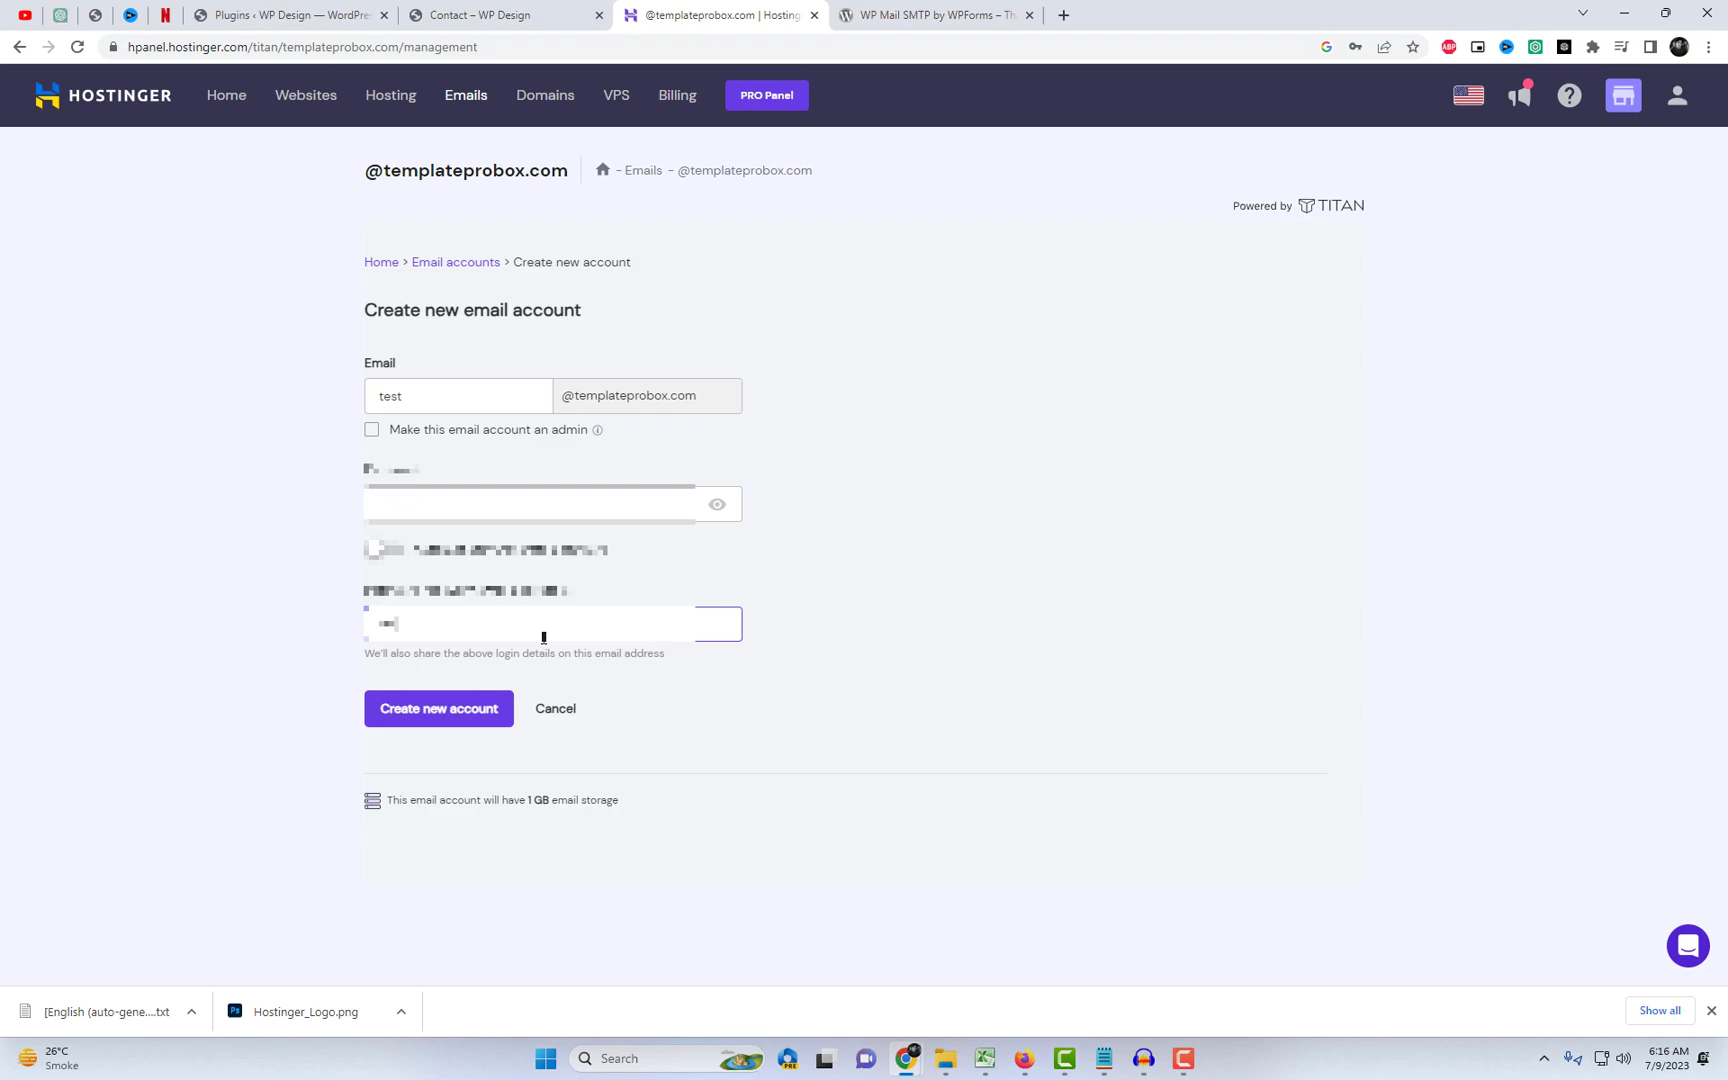 Plugins ‹ WP Design — WordPres
Contact – WP Design
@templateprobox.com | Hosting
WP Mail SMTP by WPForms – Th
hpanel.hostinger.com/titan/templateprobox.com/management
ABP
HOSTINGER
Home
Websites
Hosting
Emails
Domains
VPS
Billing
PRO Panel
@templateprobox.com
- Emails - @templateprobox.com
Powered by TITAN
Home > Email accounts > Create new account
Create new email account
Email
test
@templateprobox.com
Make this email account an admin
We'll also share the above login details on this email address
Create new account
Cancel
This email account will have 1 GB email storage
[English (auto-gene....txt
Hostinger_Logo.png
Show all
26°C
Smoke
Search
PRE
6:16 AM
7/9/2023